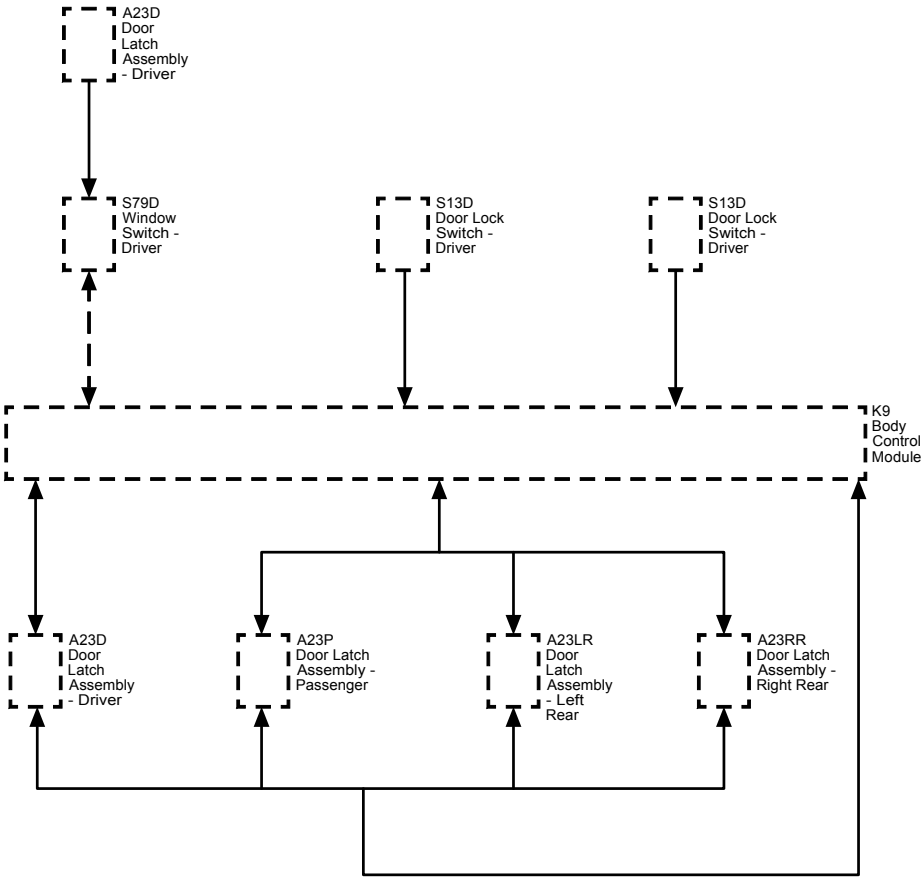 A23D
Door
Latch
Assembly
- Driver
S79D
Window
Switch -
Driver
S13D
Door Lock
Switch -
Driver
S13D
Door Lock
Switch -
Driver
K9
Body
Control
Module
A23D
Door
Latch
Assembly
- Driver
A23P
Door Latch
Assembly -
Passenger
A23LR
Door
Latch
Assembly
- Left
Rear
A23RR
Door Latch
Assembly -
Right Rear